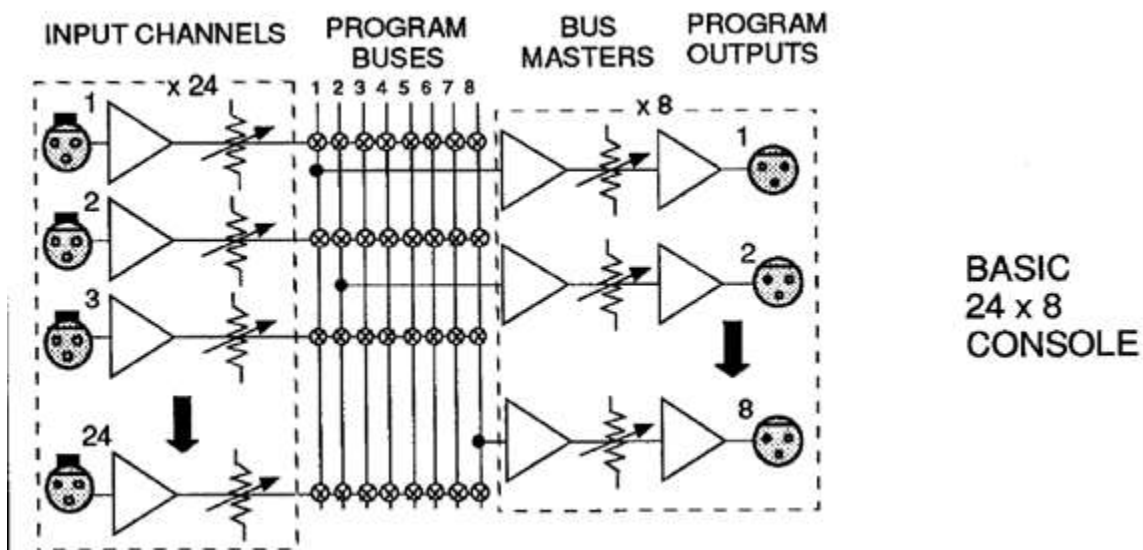 INPUT CHANNELS
PROGRAM
BUSES
BUS
MASTERS
PROGRAM
OUTPUTS
x 24
1 2 3 4 5 6 7 8
x 8
1
2
3
24
1
2
8
BASIC
24 x 8
CONSOLE